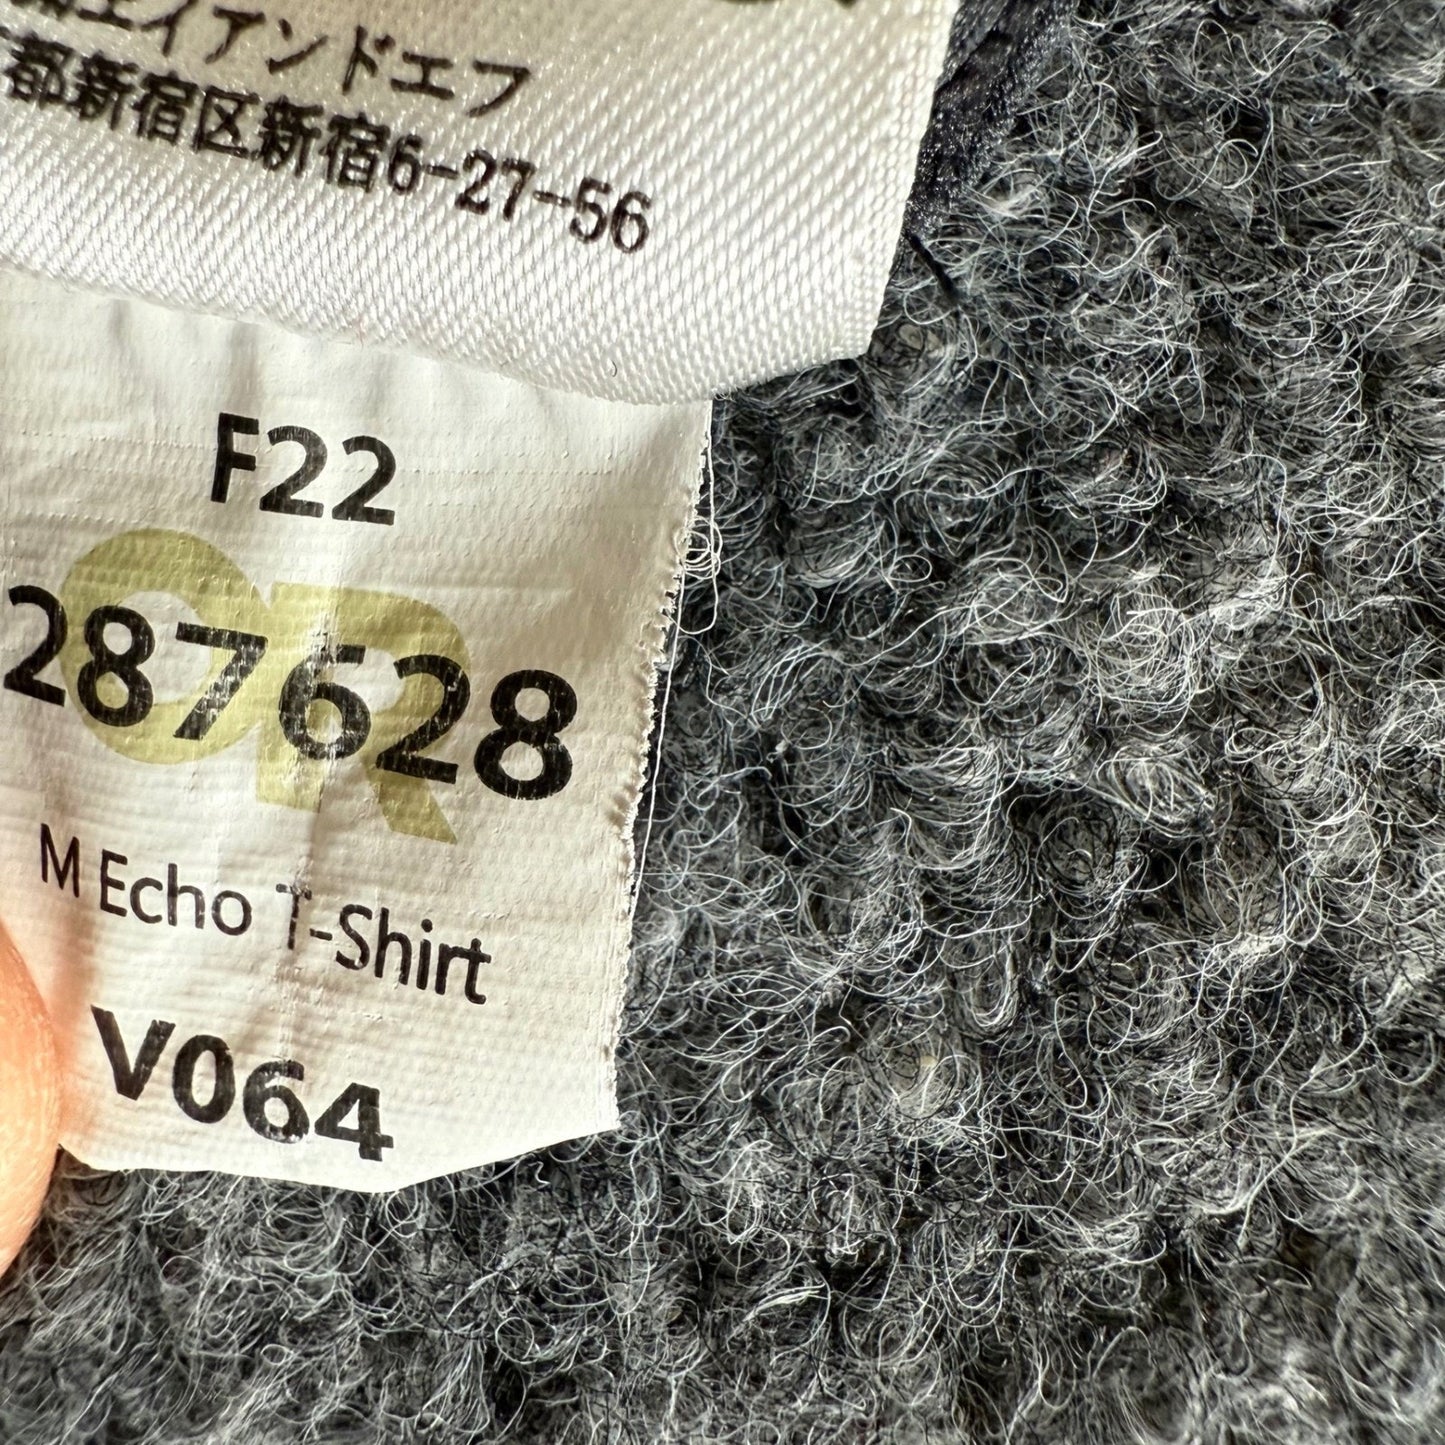 エイアンドエフ
都新宿区新宿6-27-56
F22
OR
287628
M Echo T-Shirt
V064